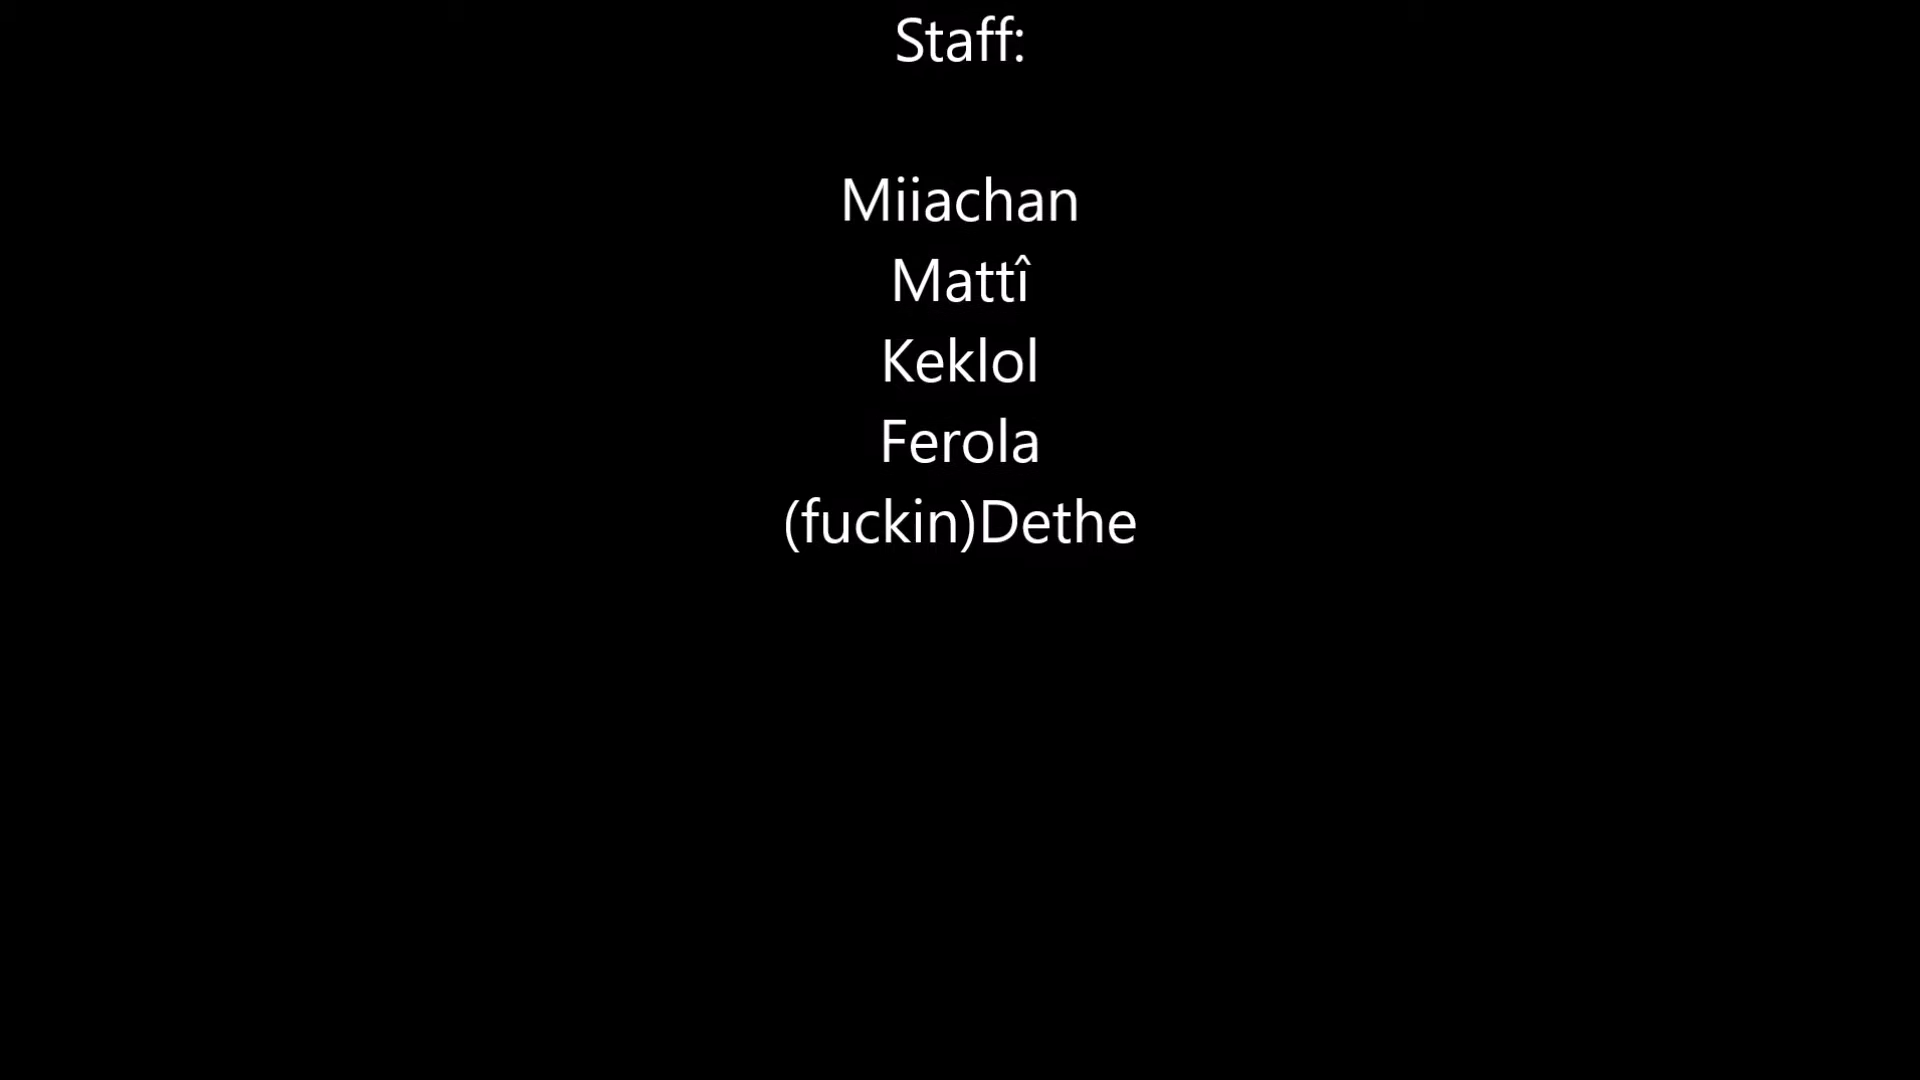 Staff:
Miiachan
Mattî
Keklol
Ferola
(fuckin)Dethe